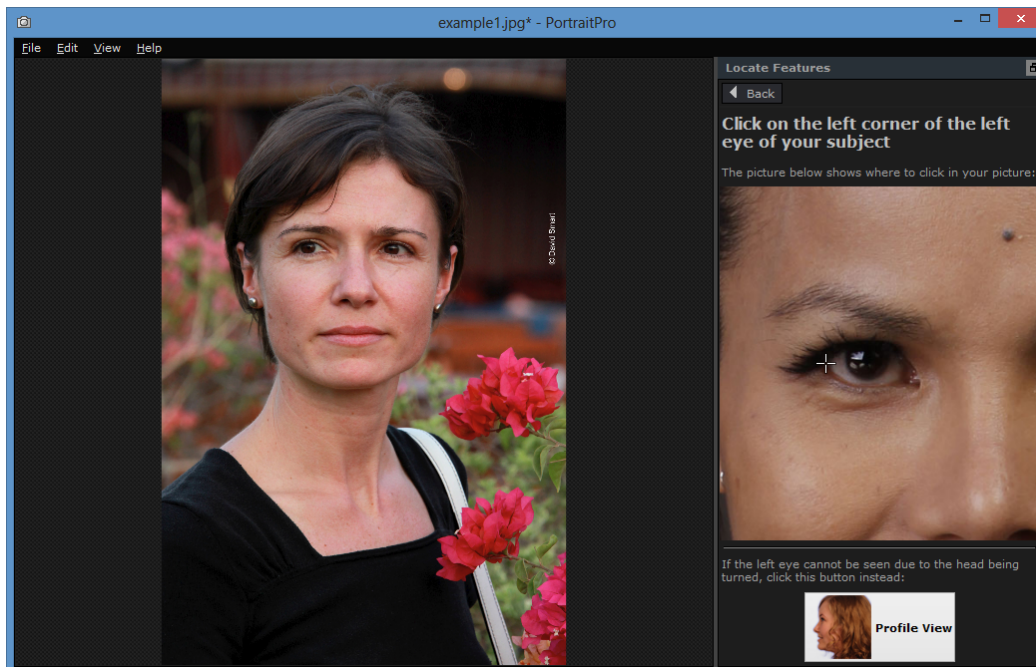 example1.jpg* - PortraitPro
File Edit View Help
Locate Features
Back
Click on the left corner of the left
eye of your subject
The picture below shows where to click in your picture:
© David Smart
If the left eye cannot be seen due to the head being
turned, click this button instead:
Profile View